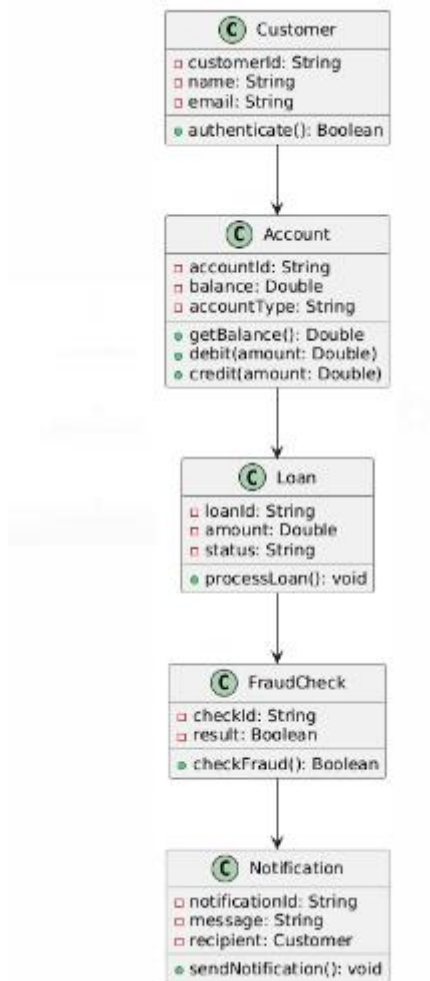 C Customer
customerId: String
name: String
email: String
authenticate(): Boolean
C Account
accountId: String
balance: Double
accountType: String
getBalance(): Double
debit(amount: Double)
credit(amount: Double)
C Loan
loanId: String
amount: Double
status: String
processLoan(): void
C FraudCheck
checkId: String
result: Boolean
checkFraud(): Boolean
C Notification
notificationId: String
message: String
recipient: Customer
sendNotification(): void